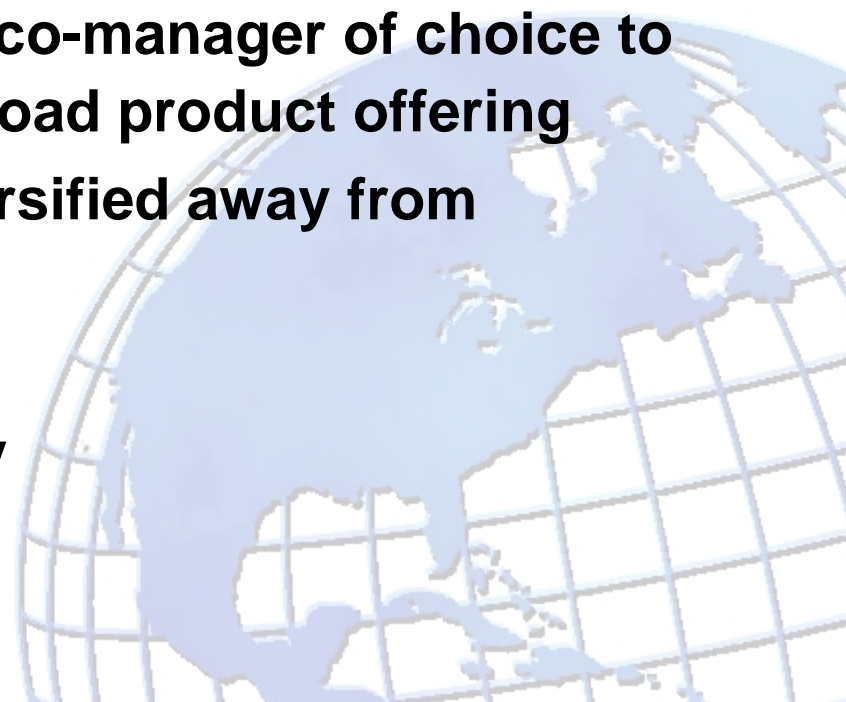 co-manager of choice to
oad product offering
rsified away from